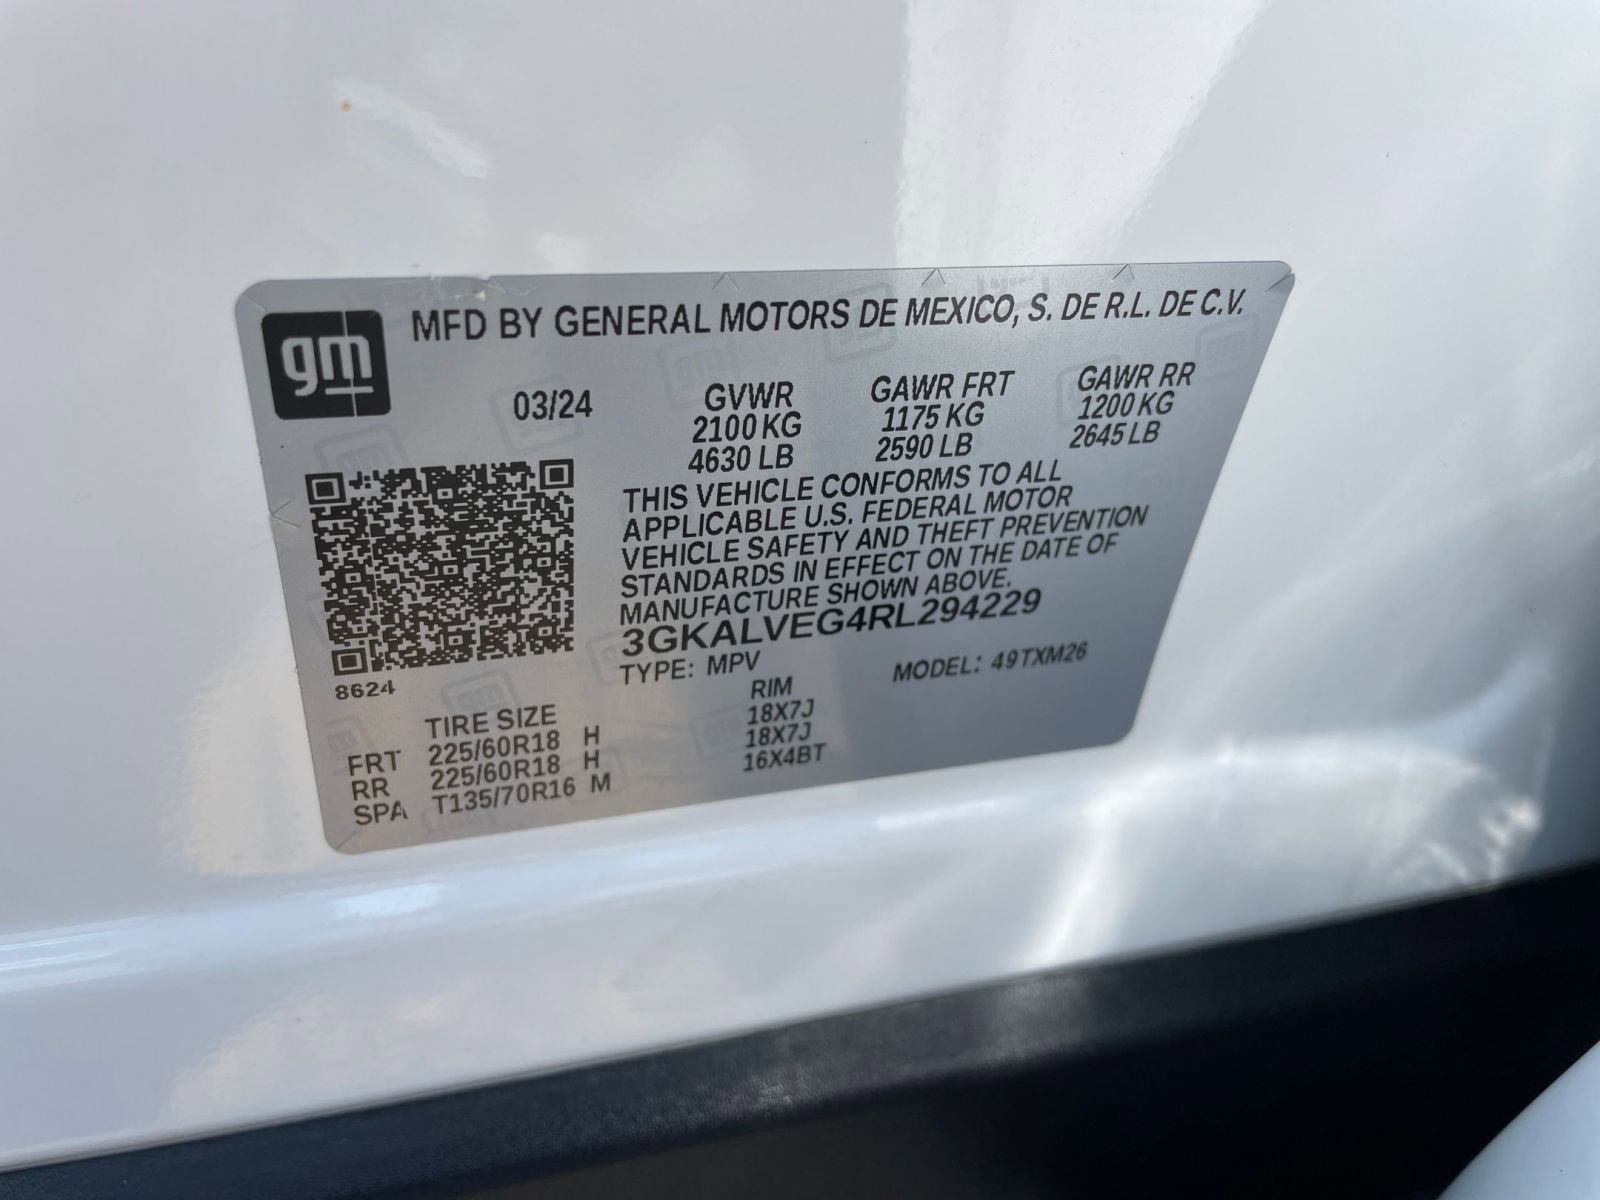 gm
MFD BY GENERAL MOTORS DE MEXICO, S. DE R.L. DE C.V.
03/24
GVWR GAWR FRT GAWR RR
2100 KG 1175 KG 1200 KG
4630 LB 2590 LB 2645 LB
THIS VEHICLE CONFORMS TO ALL
APPLICABLE U.S. FEDERAL MOTOR
VEHICLE SAFETY AND THEFT PREVENTION
STANDARDS IN EFFECT ON THE DATE OF
MANUFACTURE SHOWN ABOVE.
3GKALVEG4RL294229
TYPE: MPV MODEL: 49TXM26
8624
TIRE SIZE RIM
FRT 225/60R18 H 18X7J
RR 225/60R18 H 18X7J
SPA T135/70R16 M 16X4BT